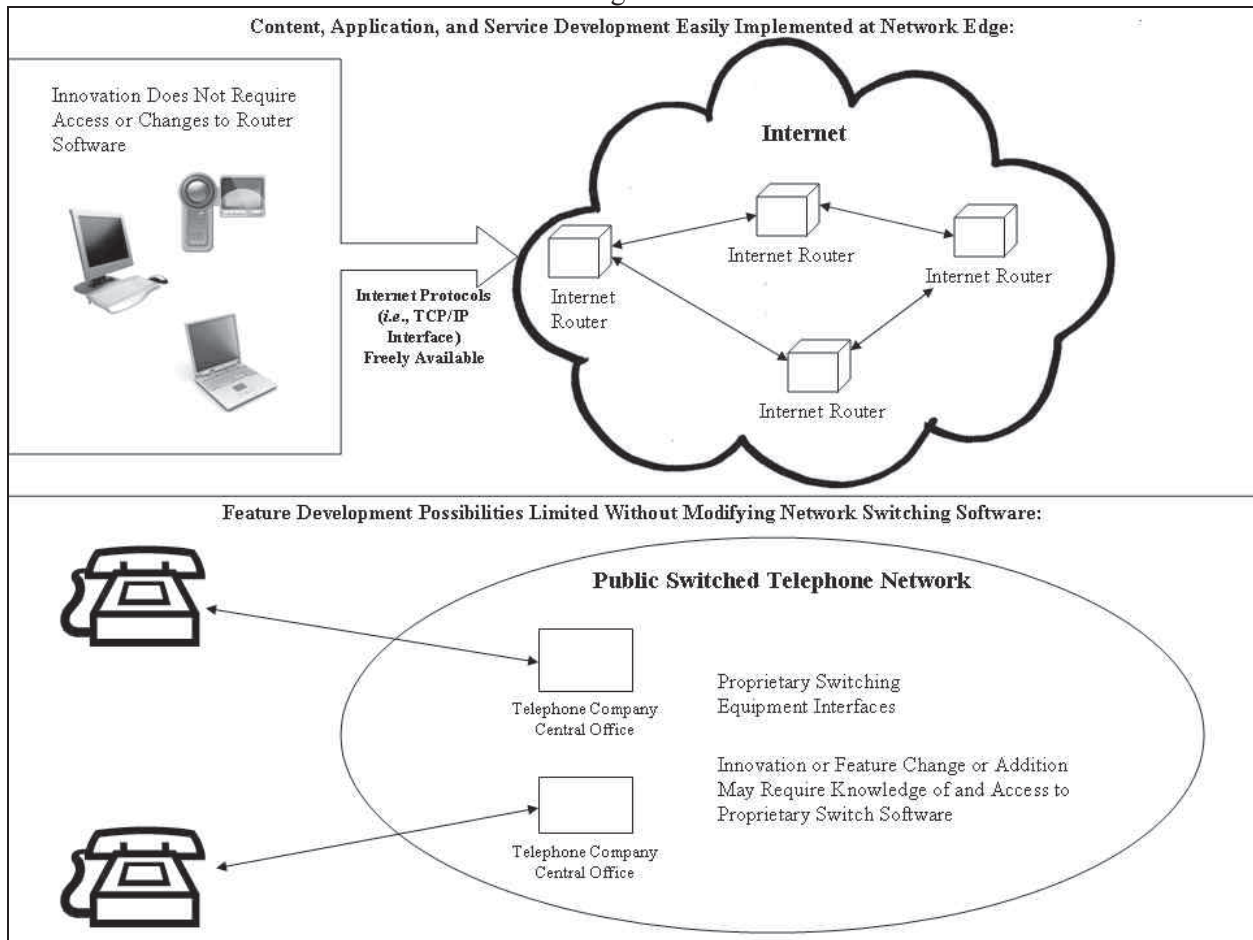 Content, Application, and Service Development Easily Implemented at Network Edge:
Innovation Does Not Require
Access or Changes to Router
Software
Internet
Internet Router
Internet Router
Internet
Router
Internet Protocols
(i.e., TCP/IP
Interface)
Freely Available
Internet Router
Feature Development Possibilities Limited Without Modifying Network Switching Software:
Public Switched Telephone Network
Telephone Company
Central Office
Proprietary Switching
Equipment Interfaces
Innovation or Feature Change or Addition
May Require Knowledge of and Access to
Proprietary Switch Software
Telephone Company
Central Office